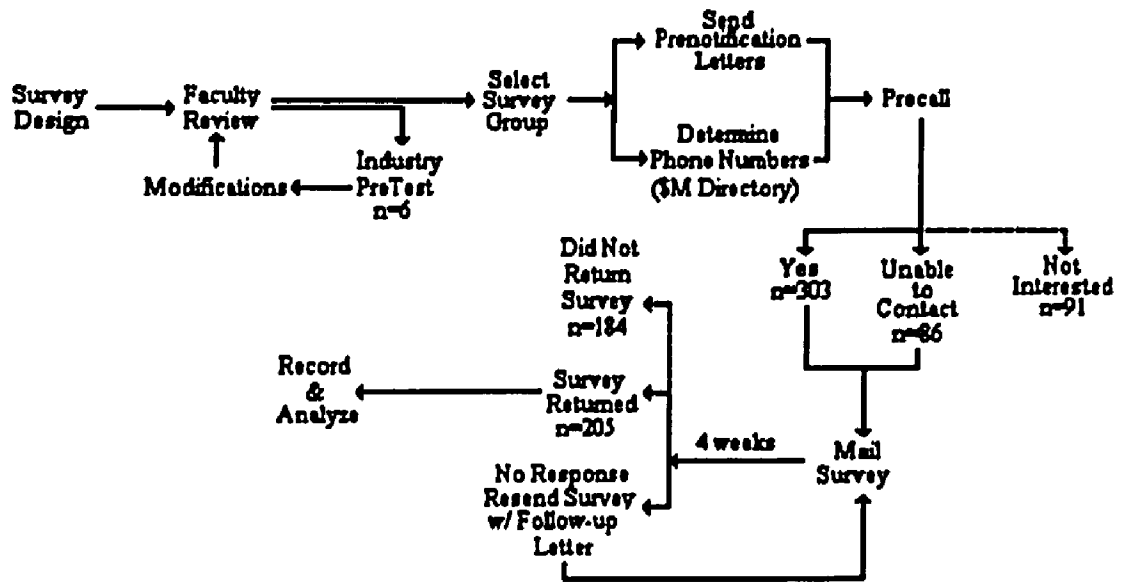 Survey
Design
Faculty
Review
Modifications
Industry
PreTest
n=6
Select
Survey
Group
Send
Prenotification
Letters
Determine
Phone Numbers
($M Directory)
Precall
Yes
n=303
Unable
to
Contact
n=86
Not
Interested
n=91
Mail
Survey
4 weeks
Did Not
Return
Survey
n=184
Survey
Returned
n=205
No Response
Resend Survey
w/ Follow-up
Letter
Record
&
Analyze